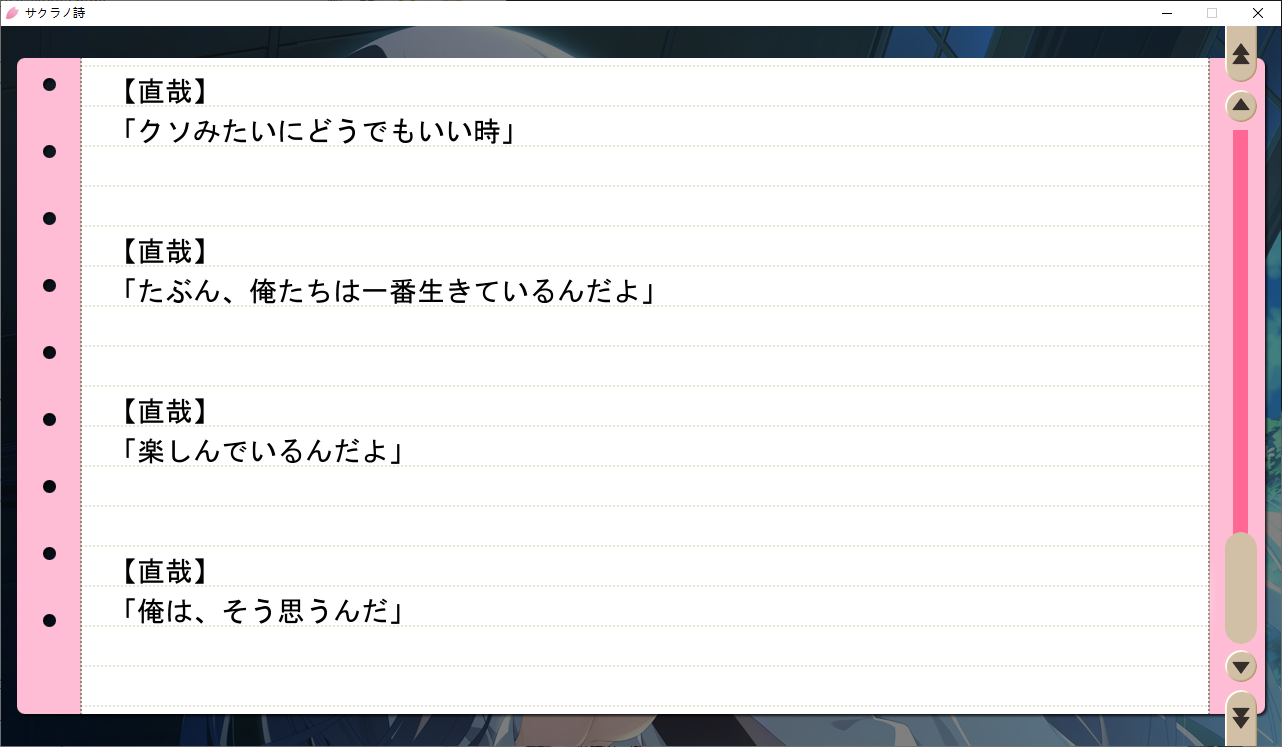 サクラノ詩
【直哉】
「クソみたいにどうでもいい時」
【直哉】
「たぶん、俺たちは一番生きているんだよ」
【直哉】
「楽しんでいるんだよ」
【直哉】
「俺は、そう思うんだ」